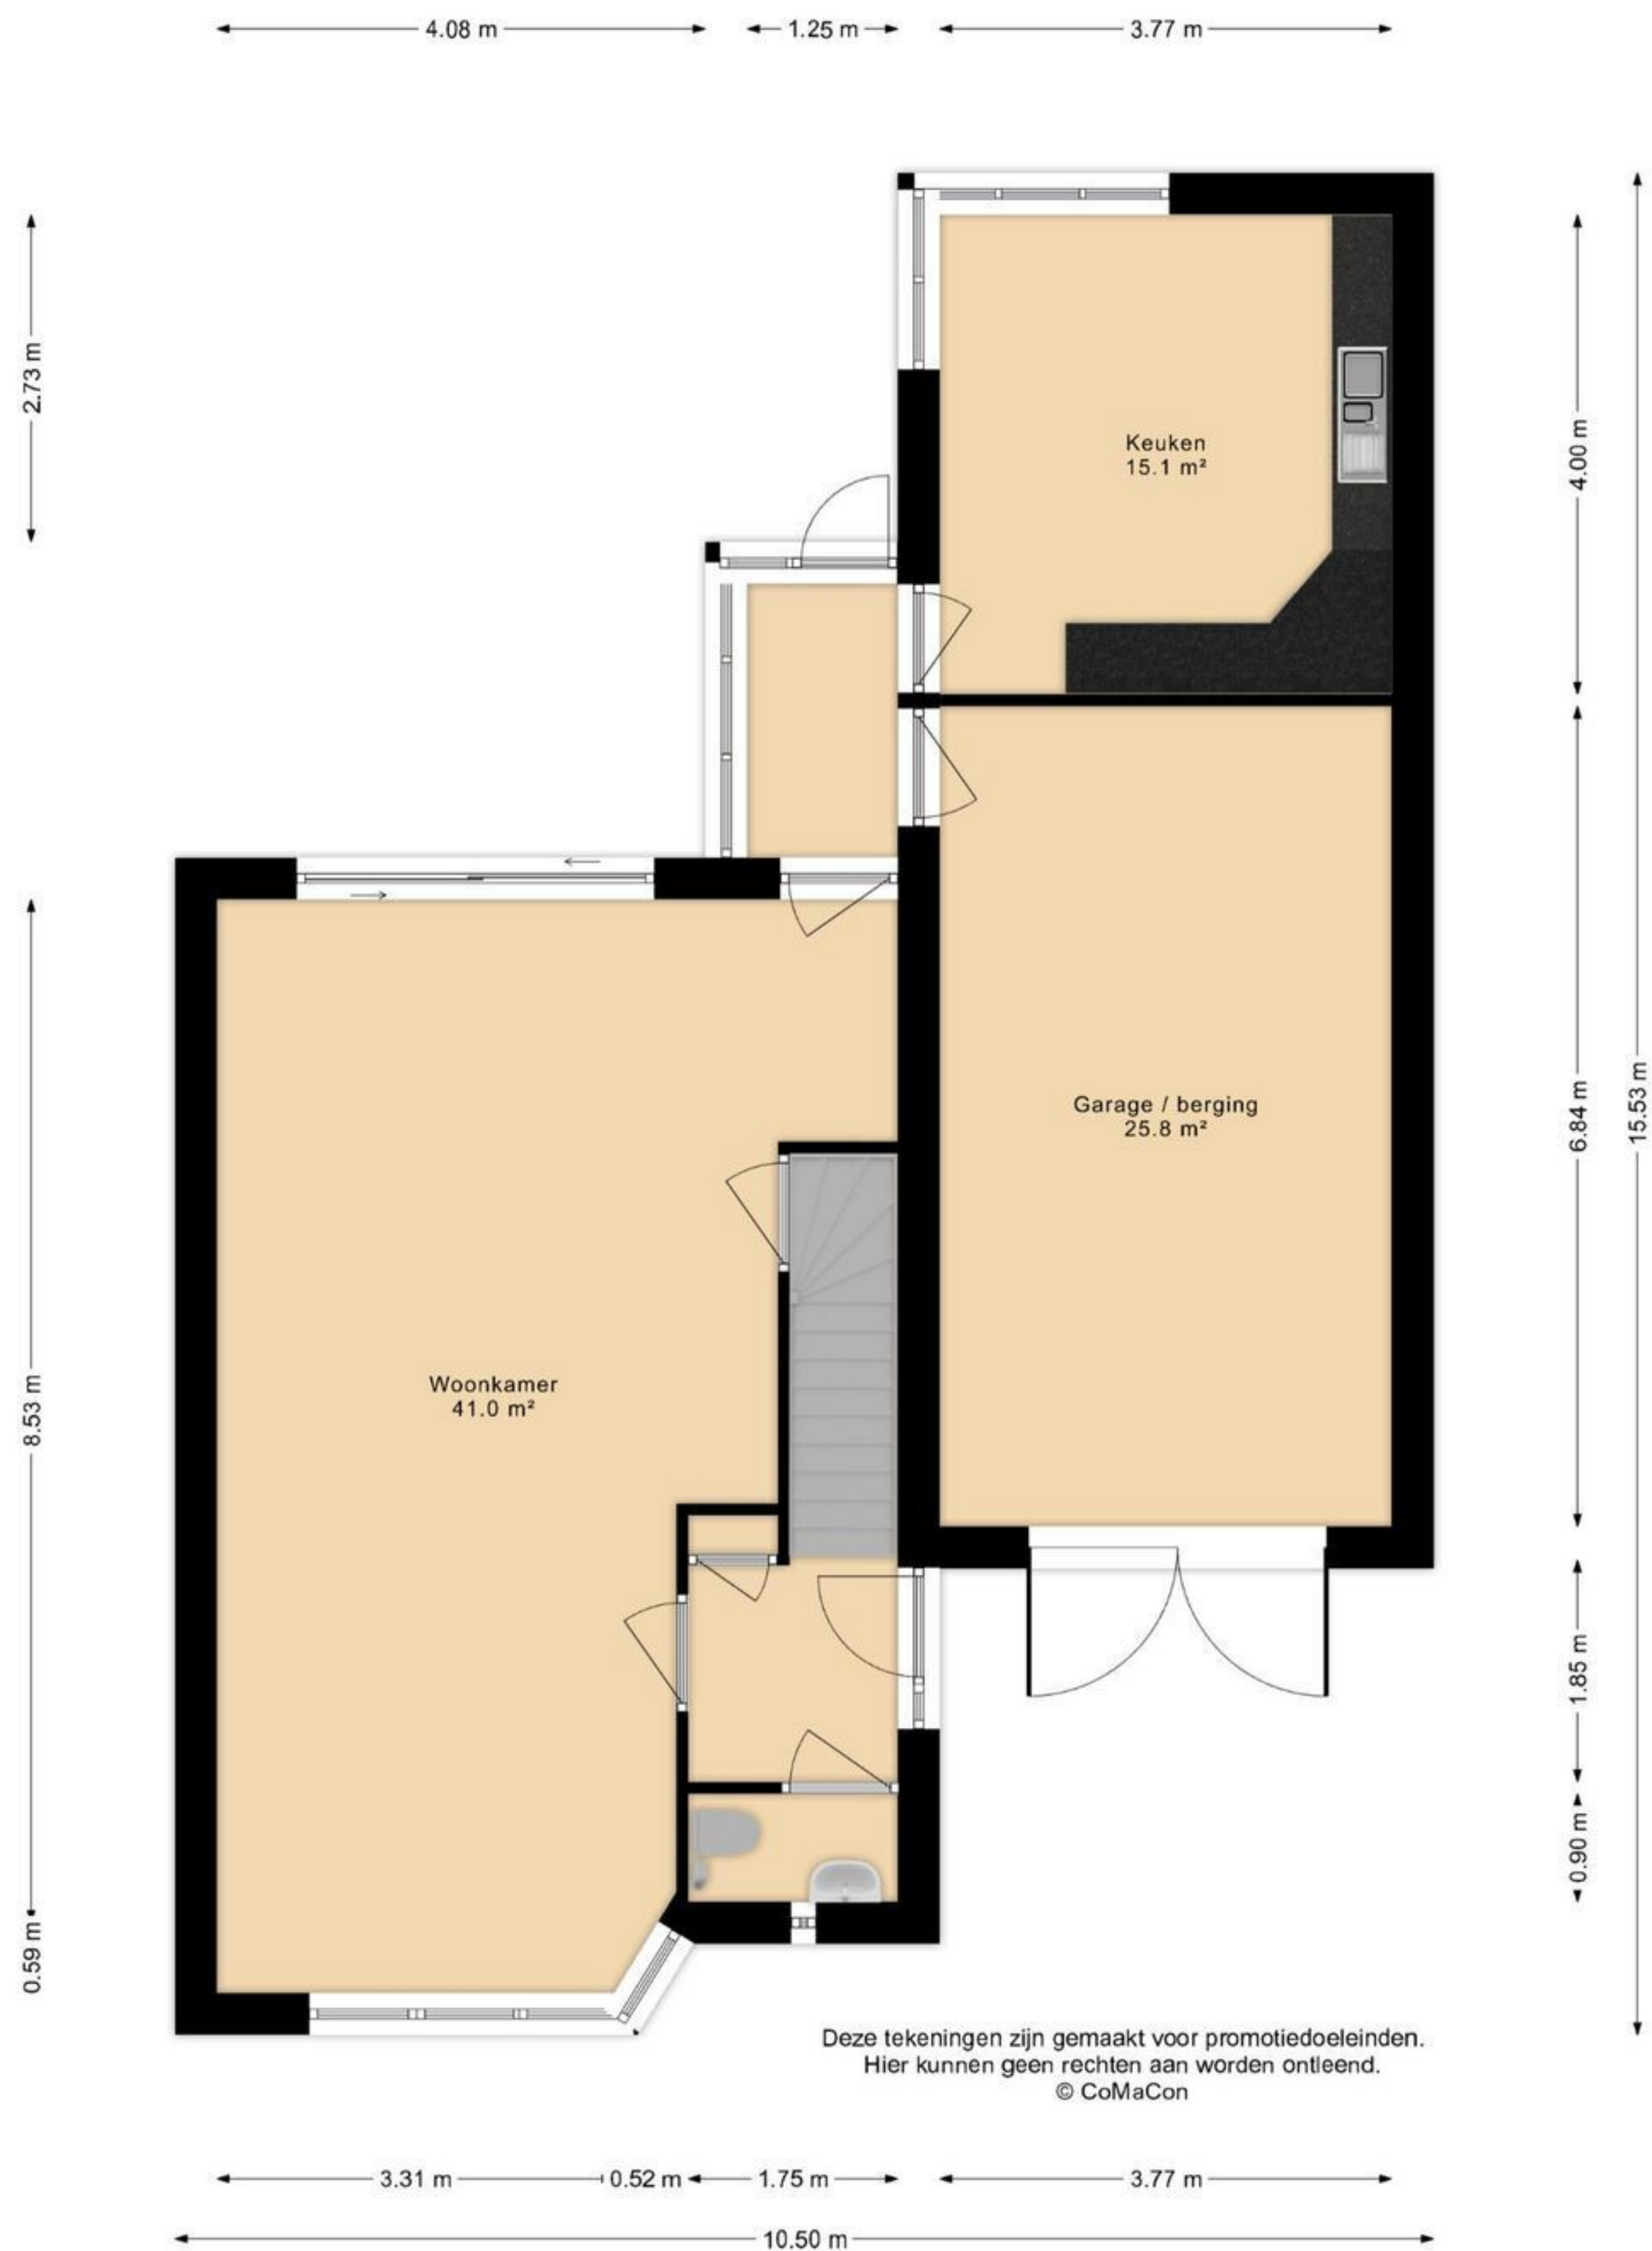 4.08 m
1.25 m
3.77 m
2.73 m
4.00 m
Keuken
15.1 m²
6.84 m
15.53 m
Garage / berging
25.8 m²
8.53 m
Woonkamer
41.0 m²
1.85 m
0.90 m
0.59 m
Deze tekeningen zijn gemaakt voor promotiedoeleinden.
Hier kunnen geen rechten aan worden ontleend.
© CoMaCon
3.31 m
0.52 m
1.75 m
3.77 m
10.50 m